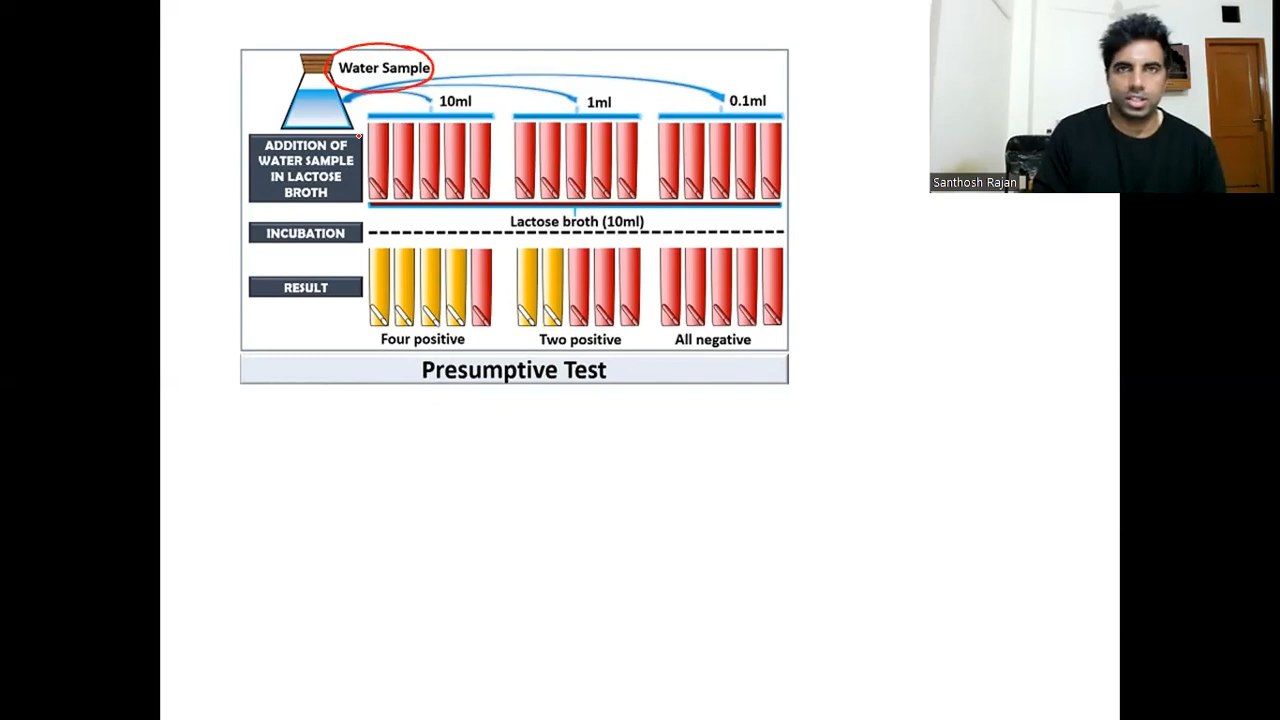 Water Sample
10ml
1ml
0.1ml
ADDITION OF
WATER SAMPLE
IN LACTOSE
BROTH
Lactose broth (10ml)
INCUBATION
RESULT
Four positive
Two positive
All negative
Presumptive Test
Santhosh Rajan